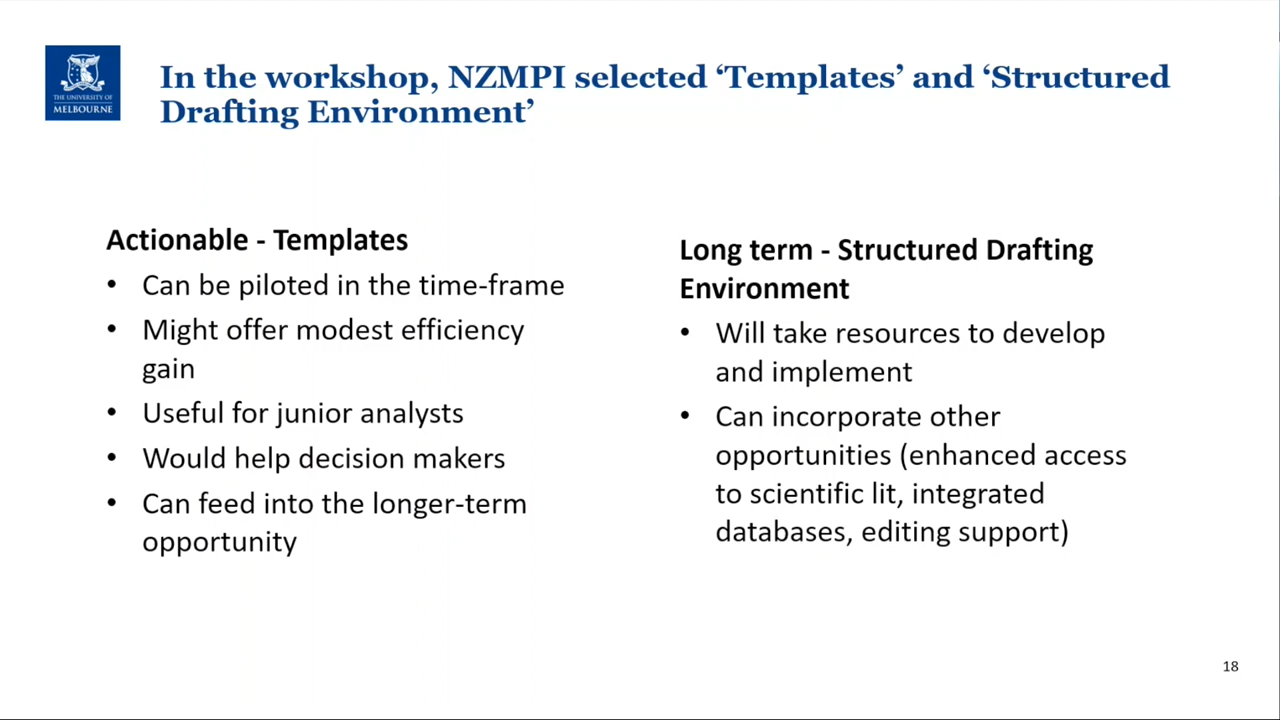 THE UNIVERSITY OF
MELBOURNE
In the workshop, NZMPI selected ‘Templates’ and ‘Structured
Drafting Environment’
Actionable - Templates
• Can be piloted in the time-frame
• Might offer modest efficiency
gain
• Useful for junior analysts
• Would help decision makers
• Can feed into the longer-term
opportunity
Long term - Structured Drafting
Environment
• Will take resources to develop
and implement
• Can incorporate other
opportunities (enhanced access
to scientific lit, integrated
databases, editing support)
18